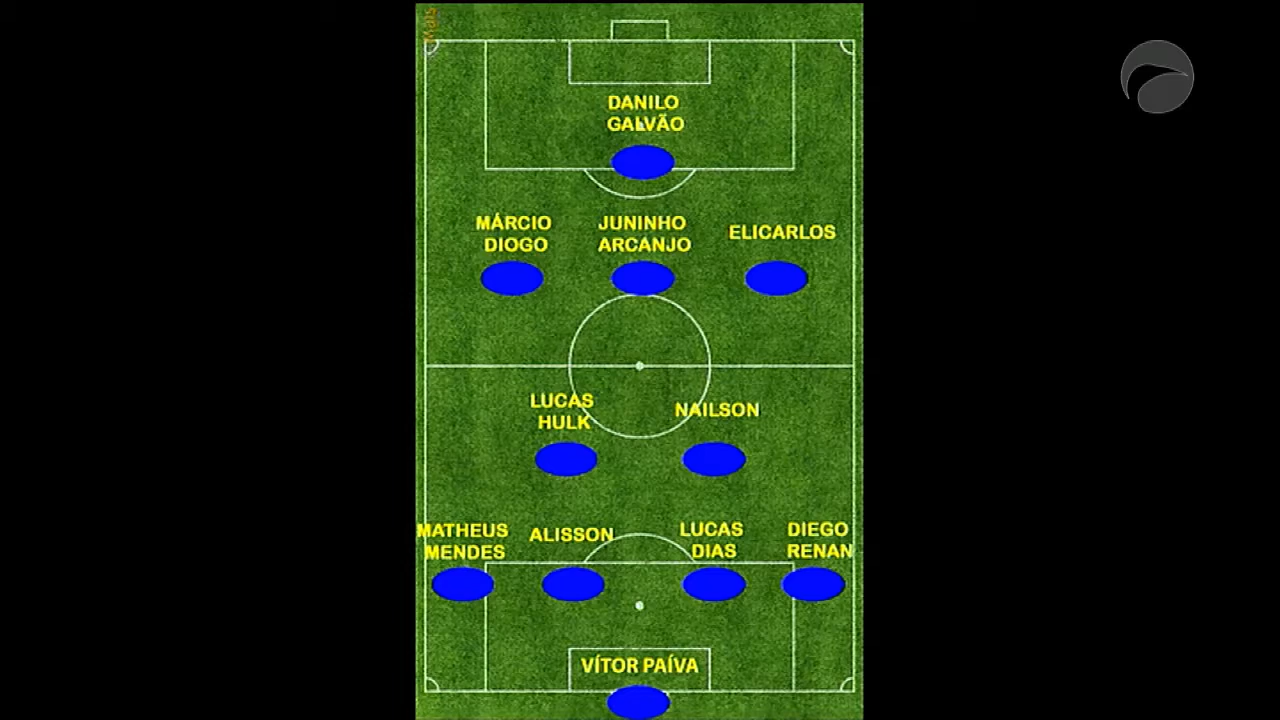 DANILO
GALVÃO
MÁRCIO
DIOGO
JUNINHO
ARCANJO
ELICARLOS
LUCAS
HULK
NAILSON
MATHEUS
MENDES
ALISSON
LUCAS
DIAS
DIEGO
RENAN
VÍTOR PAÍVA